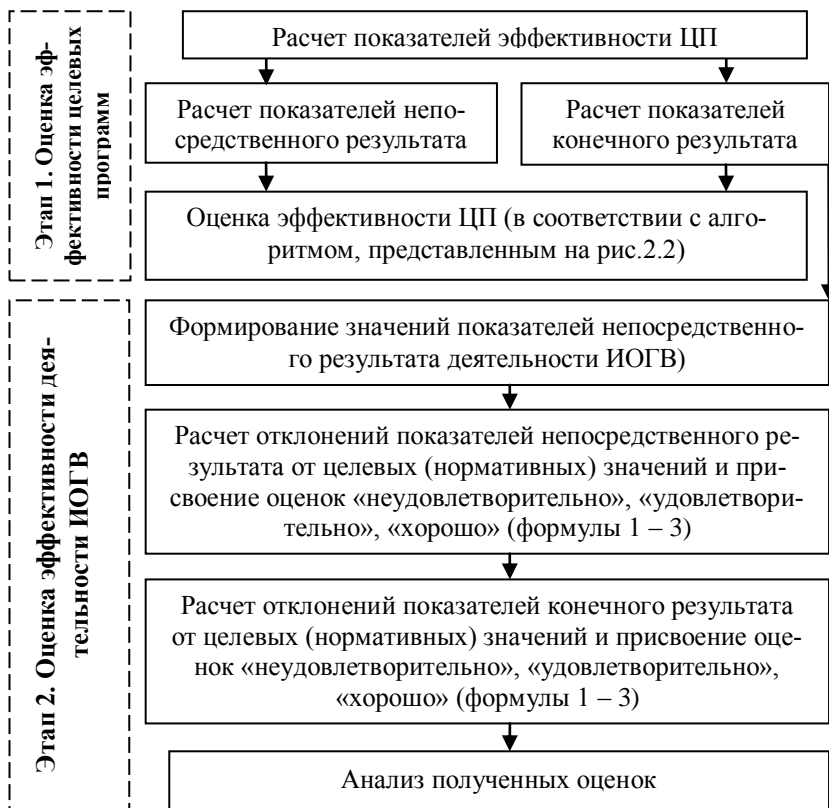 Этап 1. Оценка эф-
фективности целевых
программ
Расчет показателей эффективности ЦП
Расчет показателей непо-
средственного результата
Расчет показателей
конечного результата
Оценка эффективности ЦП (в соответствии с алго-
ритмом, представленным на рис.2.2)
Этап 2. Оценка эффективности дея-
тельности ИОГВ
Формирование значений показателей непосредственно-
го результата деятельности ИОГВ)
Расчет отклонений показателей непосредственного ре-
зультата от целевых (нормативных) значений и при-
своение оценок «неудовлетворительно», «удовлетвори-
тельно», «хорошо» (формулы 1 – 3)
Расчет отклонений показателей конечного результата
от целевых (нормативных) значений и присвоение оце-
нок «неудовлетворительно», «удовлетворительно»,
«хорошо» (формулы 1 – 3)
Анализ полученных оценок